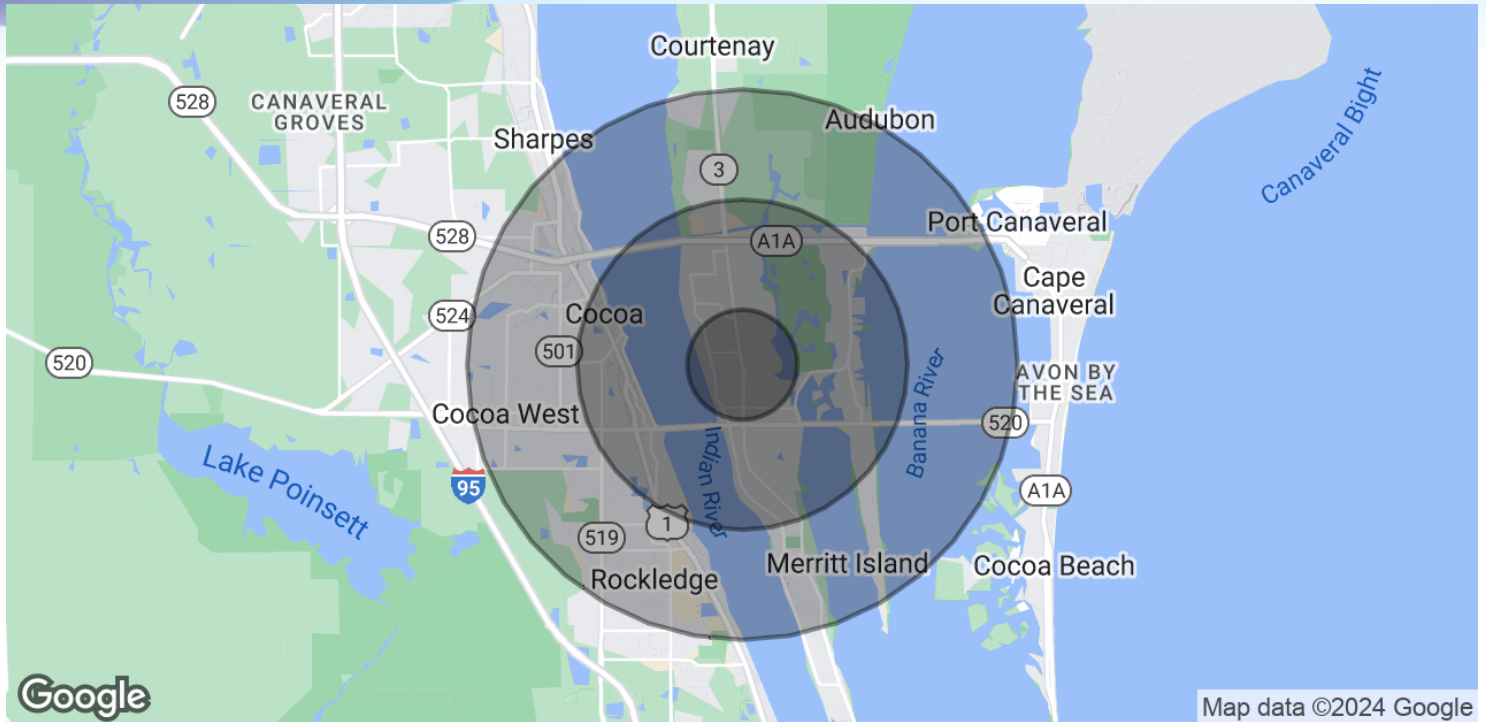 Courtenay
528
CANAVERAL
GROVES
Audubon
Sharpes
Canaveral Bight
3
Port Canaveral
528
A1A
Cape
Canaveral
524
Cocoa
501
520
AVON BY
THE SEA
Banana River
Cocoa West
520
Indian River
Lake Poinsett
95
A1A
1
519
Merritt Island
Cocoa Beach
Rockledge
Google
Map data ©2024 Google